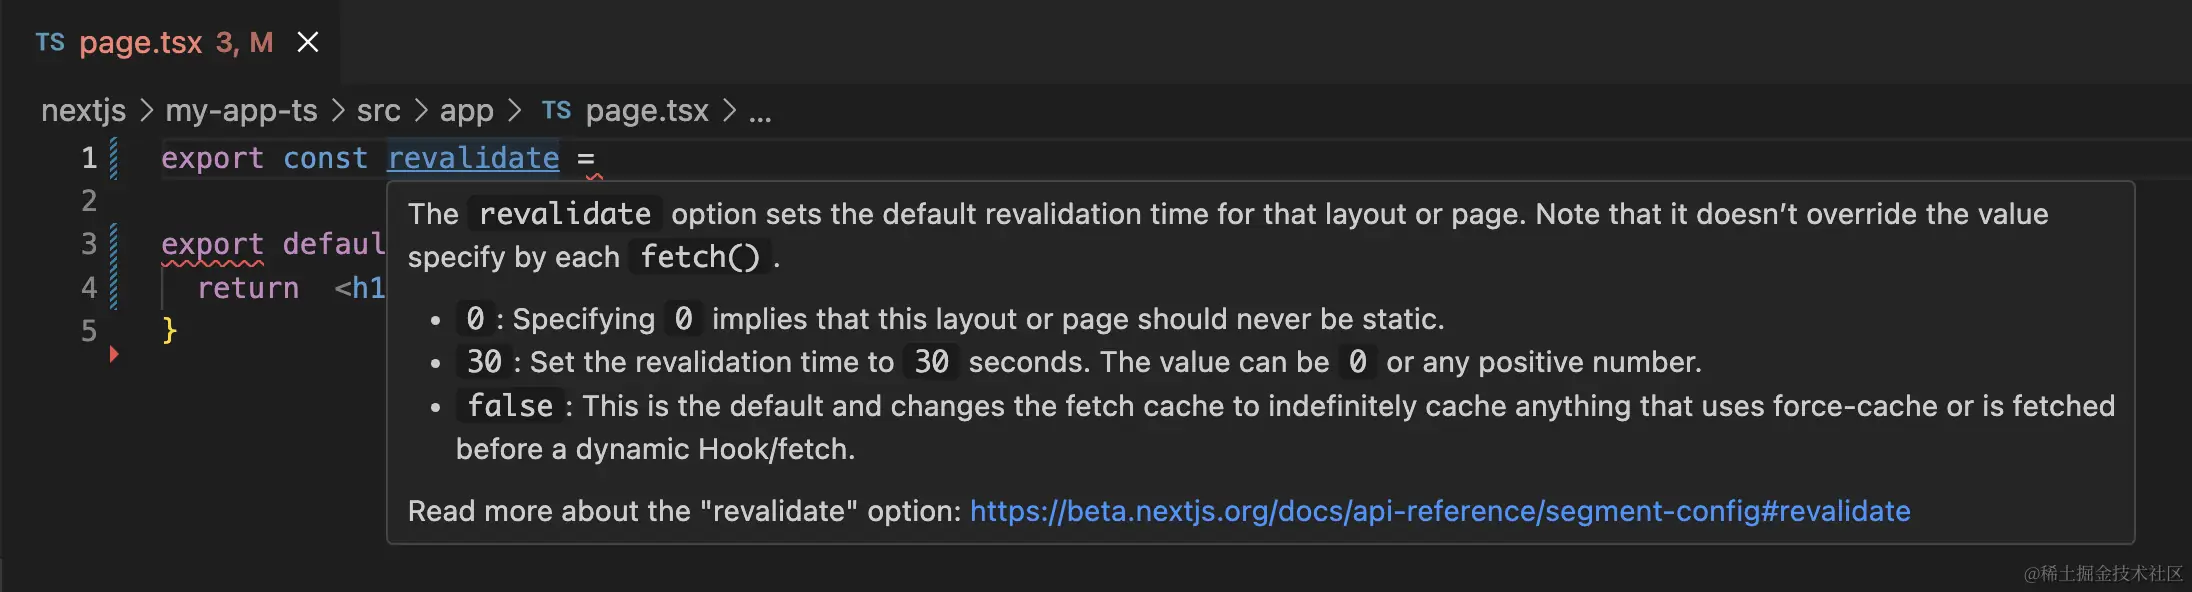 TS page.tsx 3, M ×
nextjs > my-app-ts > src > app > TS page.tsx > ...
1 export const revalidate =
The revalidate option sets the default revalidation time for that layout or page. Note that it doesn’t override the value
2
3 export defaul
specify by each fetch() .
4 return <h1
• 0 : Specifying 0 implies that this layout or page should never be static.
5 }
• 30 : Set the revalidation time to 30 seconds. The value can be 0 or any positive number.
• false : This is the default and changes the fetch cache to indefinitely cache anything that uses force-cache or is fetched
before a dynamic Hook/fetch.
Read more about the "revalidate" option: https://beta.nextjs.org/docs/api-reference/segment-config#revalidate
@稀土掘金技术社区